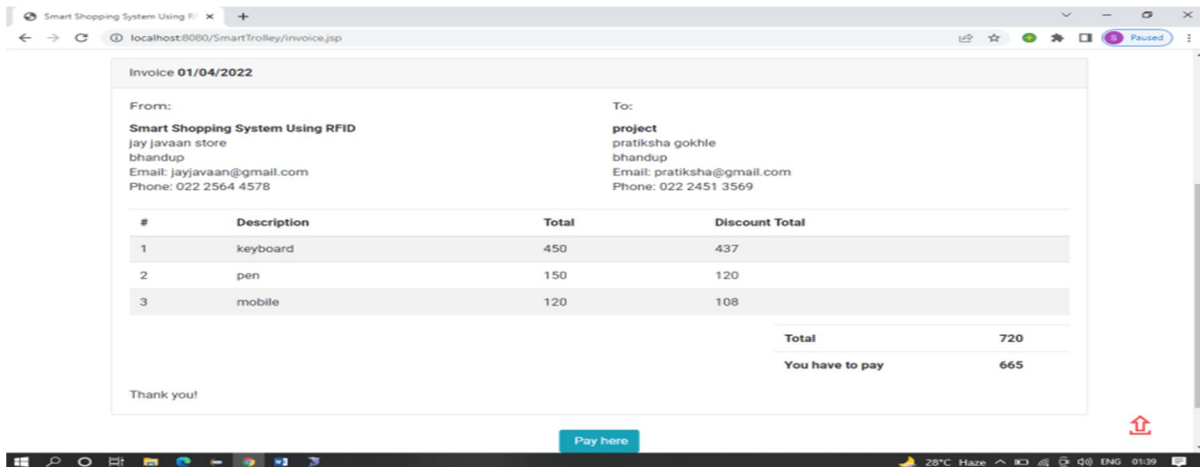 Smart Shopping System Using RF
localhost:8080/SmartTrolley/invoice.jsp
S Paused
Invoice 01/04/2022
From: To:
Smart Shopping System Using RFID project
jay javaan store pratiksha gokhle
bhandup bhandup
Email: jayjavaan@gmail.com Email: pratiksha@gmail.com
Phone: 022 2564 4578 Phone: 022 2451 3569
# Description Total Discount Total
1 keyboard 450 437
2 pen 150 120
3 mobile 120 108
Total 720
You have to pay 665
Thank you!
Pay here
28°C Haze ENG 01:39